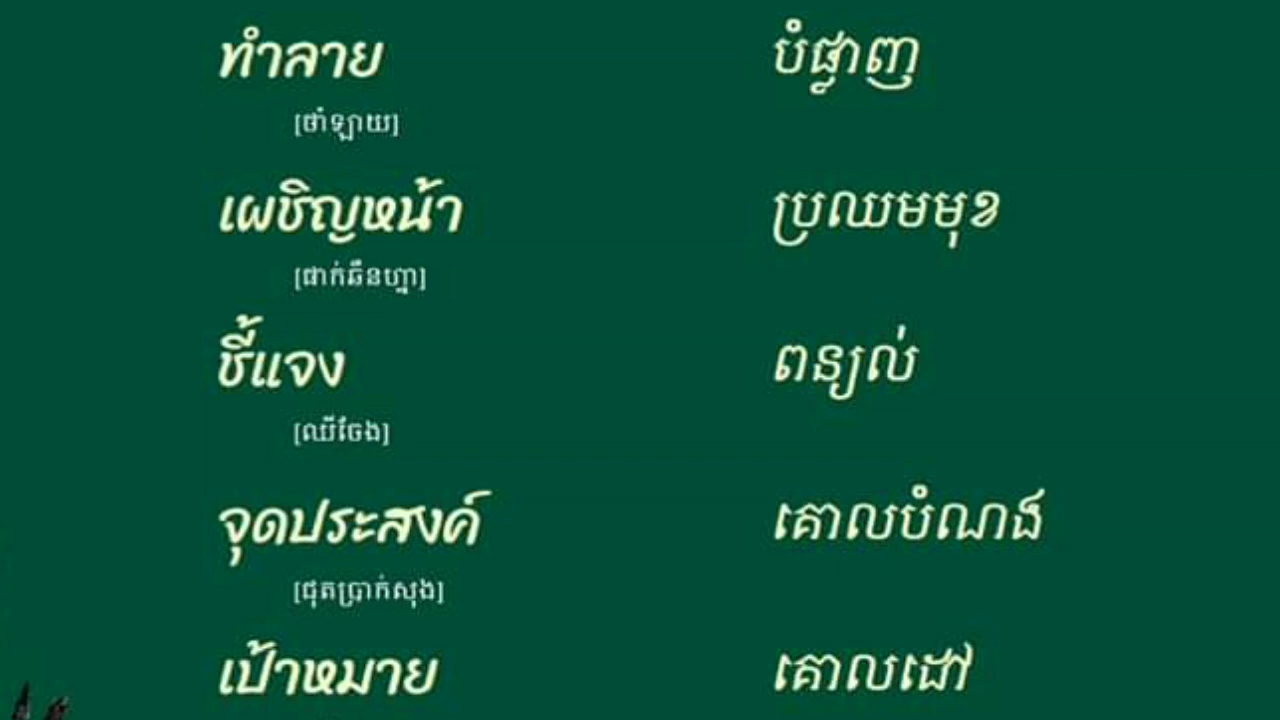 ทำลาย បំផ្លាញ
[ថាំឡាយ]
เผชิญหน้า ប្រឈមមុខ
[ផាក់ឆឺនហ្នា]
ชี้แจง ពន្យល់
[ឈីចែង]
จุดประสงค์ គោលបំណង
[ជុតប្រាក់សុង]
เป้าหมาย គោលដៅ